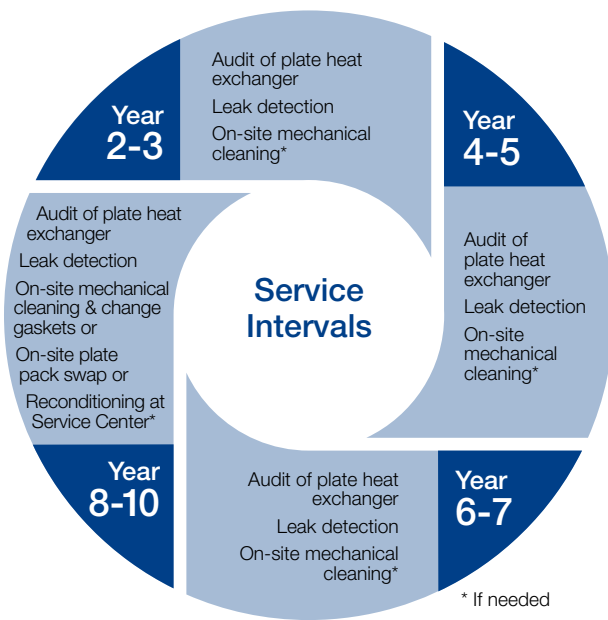 Service
Intervals
Year
2-3
Audit of plate heat
exchanger
Leak detection
On-site mechanical
cleaning*
Year
4-5
Audit of
plate heat
exchanger
Leak detection
On-site
mechanical
cleaning*
Year
6-7
Audit of plate heat
exchanger
Leak detection
On-site mechanical
cleaning*
Year
8-10
Audit of plate heat
exchanger
Leak detection
On-site mechanical
cleaning & change
gaskets or
On-site plate
pack swap or
Reconditioning at
Service Center*
* If needed